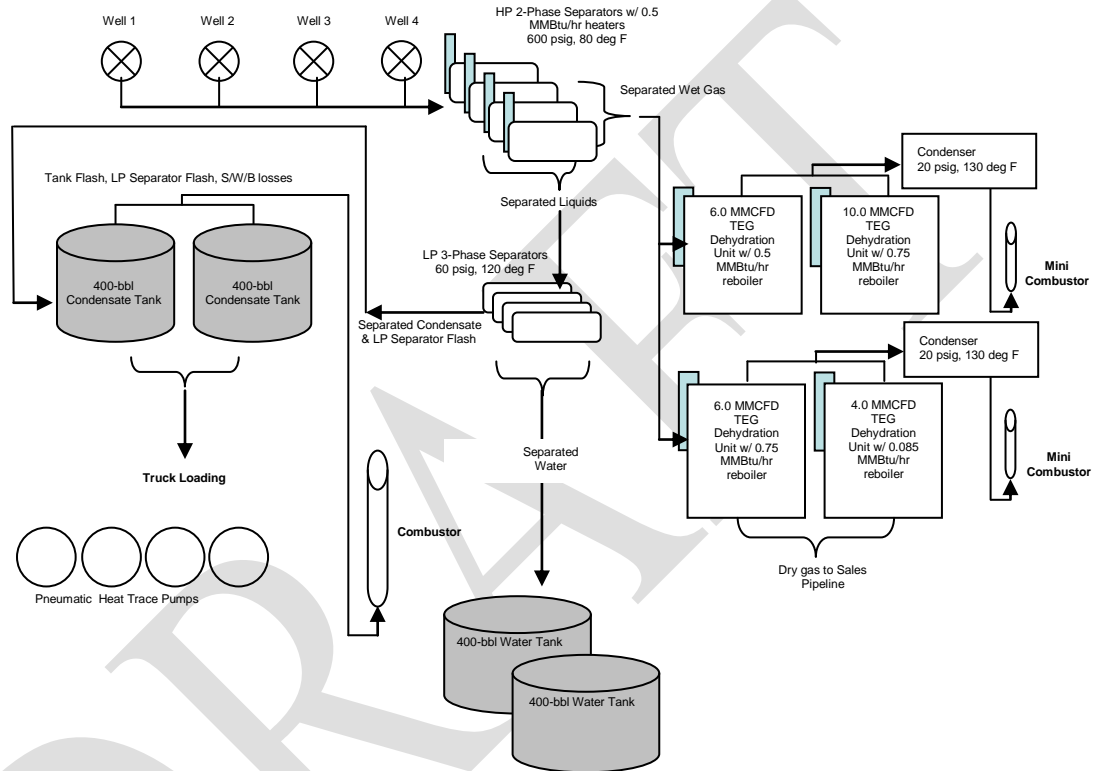 Well 1
Well 2
Well 3
Well 4
HP 2-Phase Separators w/ 0.5
MMBtu/hr heaters
600 psig, 80 deg F
Separated Wet Gas
Condenser
20 psig, 130 deg F
Tank Flash, LP Separator Flash, S/W/B losses
Separated Liquids
6.0 MMCFD
TEG
Dehydration
Unit w/ 0.5
MMBtu/hr
reboiler
10.0 MMCFD
TEG
Dehydration
Unit w/ 0.75
MMBtu/hr
reboiler
Mini
Combustor
LP 3-Phase Separators
60 psig, 120 deg F
400-bbl
Condensate Tank
400-bbl
Condensate Tank
Separated Condensate
& LP Separator Flash
Condenser
20 psig, 130 deg F
6.0 MMCFD
TEG
Dehydration
Unit w/ 0.75
MMBtu/hr
reboiler
4.0 MMCFD
TEG
Dehydration
Unit w/ 0.085
MMBtu/hr
reboiler
Mini
Combustor
Separated
Water
Truck Loading
Combustor
Dry gas to Sales
Pipeline
Pneumatic Heat Trace Pumps
400-bbl Water Tank
400-bbl Water Tank
DRAFT